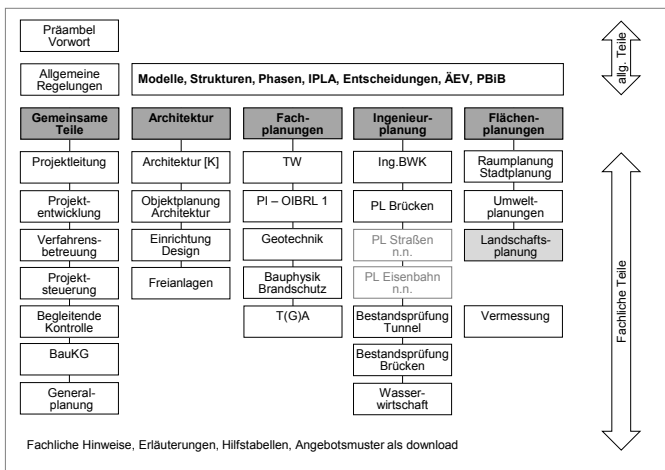 Präambel
Vorwort
Allgemeine
Regelungen
Modelle, Strukturen, Phasen, IPLA, Entscheidungen, ÄEV, PBiB
allg. Teile
Gemeinsame
Teile
Architektur
Fach-
planungen
Ingenieur-
planung
Flächen-
planungen
Projektleitung
Architektur [K]
TW
Ing.BWK
Raumplanung
Stadtplanung
Projekt-
entwicklung
Objektplanung
Architektur
PI – OIBRL 1
PL Brücken
Umwelt-
planungen
Verfahrens-
betreuung
Einrichtung
Design
Geotechnik
PL Straßen
n.n.
Landschafts-
planung
Projekt-
steuerung
Freianlagen
Bauphysik
Brandschutz
PL Eisenbahn
n.n.
Begleitende
Kontrolle
T(G)A
Bestandsprüfung
Tunnel
Vermessung
BauKG
Bestandsprüfung
Brücken
General-
planung
Wasser-
wirtschaft
Fachliche Teile
Fachliche Hinweise, Erläuterungen, Hilfstabellen, Angebotsmuster als download